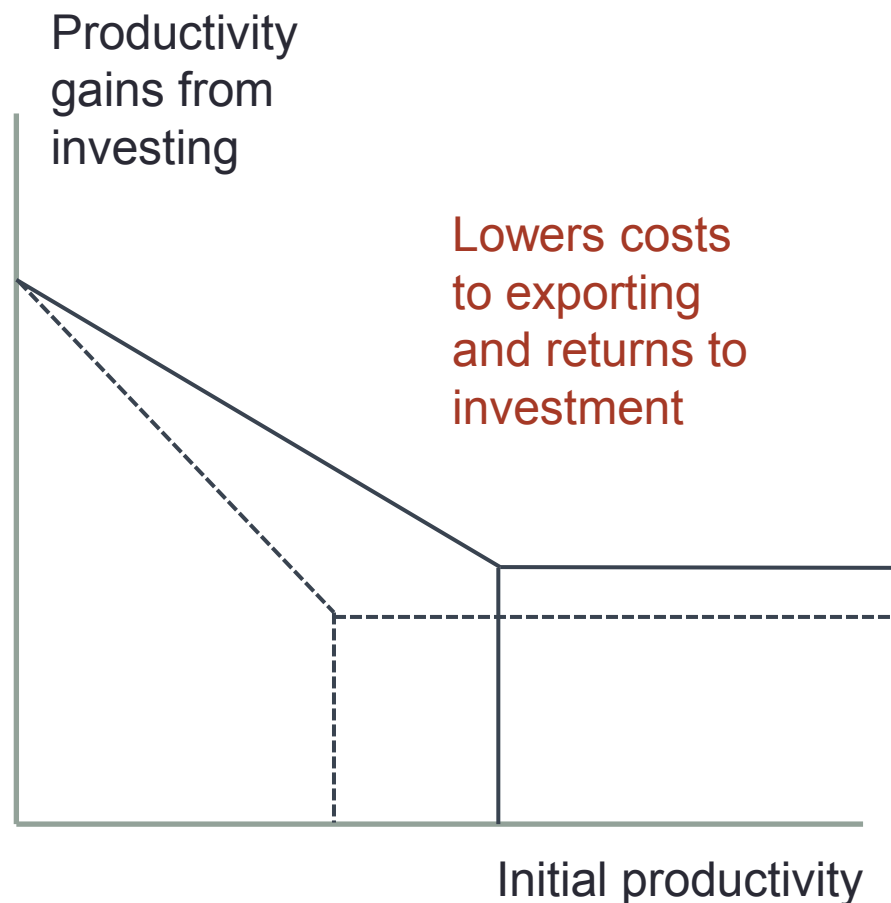 Productivity
gains from
investing
Lowers costs
to exporting
and returns to
investment
Initial productivity